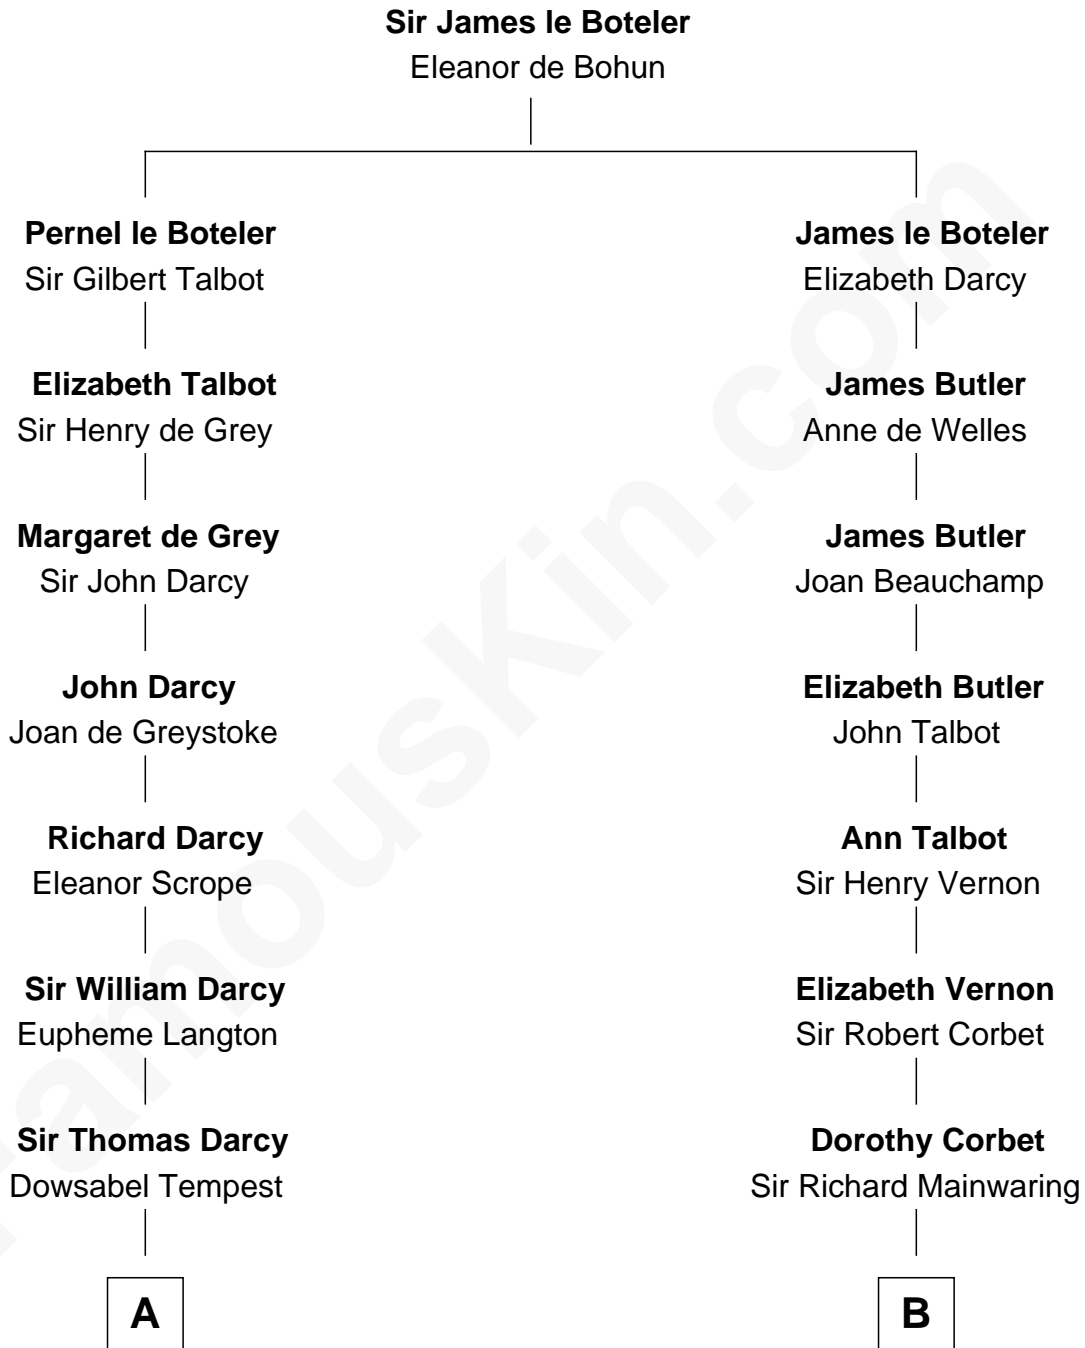 Sir James le Boteler
Eleanor de Bohun
Pernel le Boteler
Sir Gilbert Talbot
James le Boteler
Elizabeth Darcy
Elizabeth Talbot
Sir Henry de Grey
James Butler
Anne de Welles
Margaret de Grey
Sir John Darcy
James Butler
Joan Beauchamp
John Darcy
Joan de Greystoke
Elizabeth Butler
John Talbot
Richard Darcy
Eleanor Scrope
Ann Talbot
Sir Henry Vernon
Sir William Darcy
Eupheme Langton
Elizabeth Vernon
Sir Robert Corbet
Sir Thomas Darcy
Dowsabel Tempest
Dorothy Corbet
Sir Richard Mainwaring
A
B
FamousKin.com